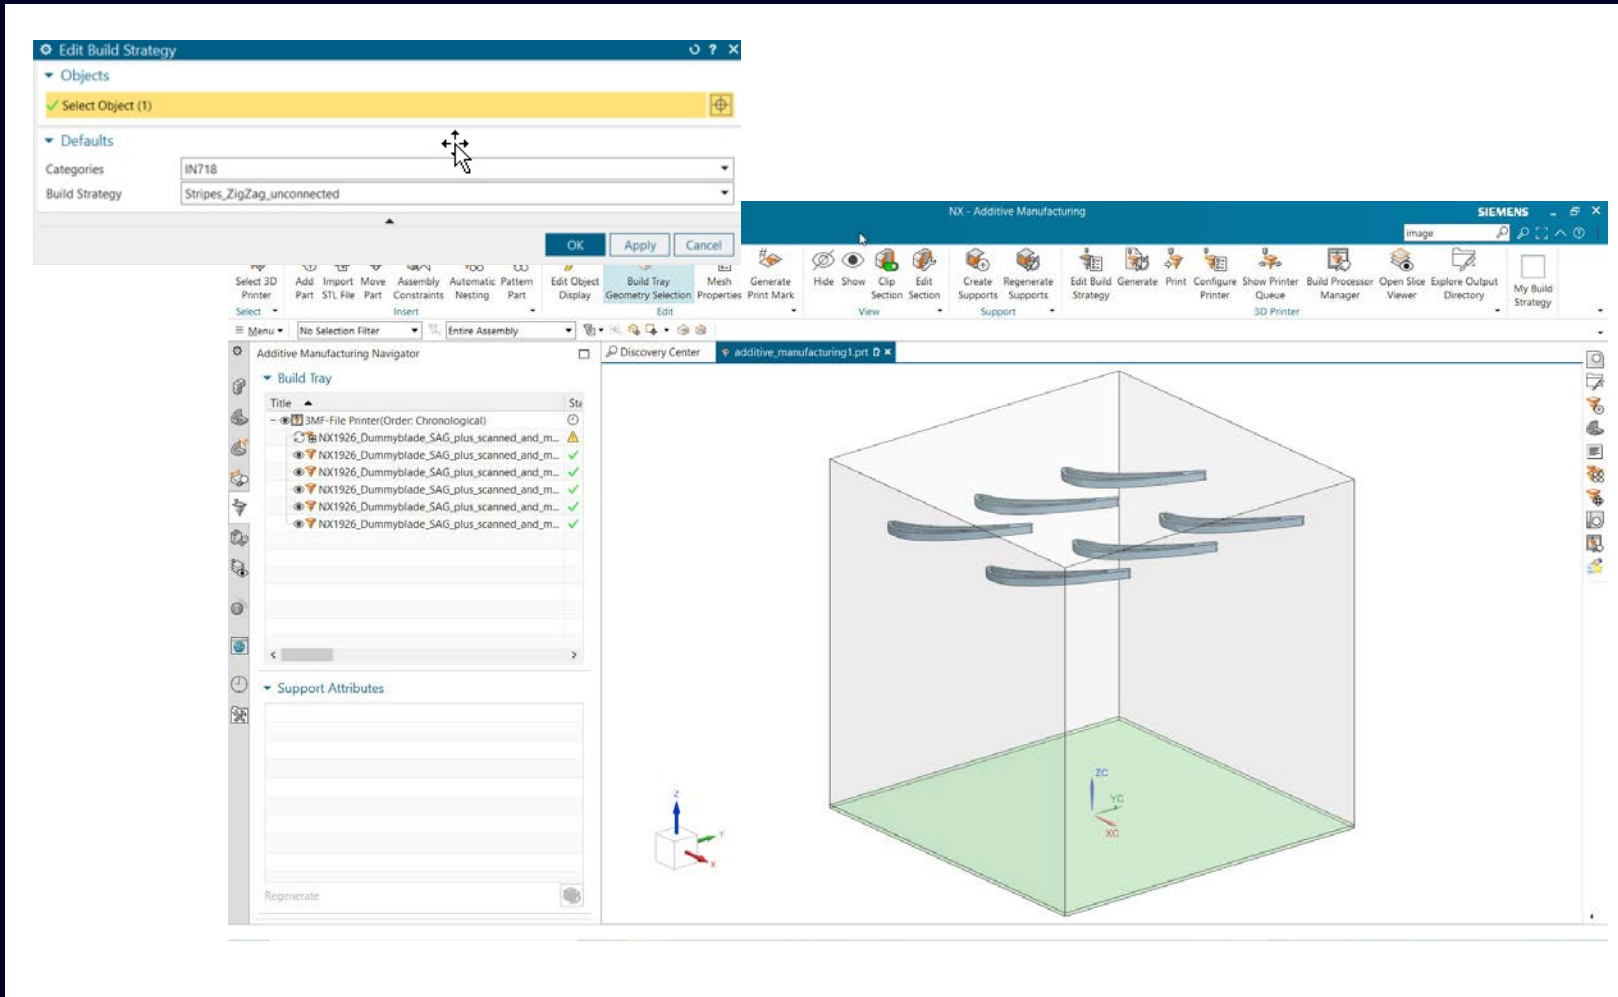 Edit Build Strategy
Objects
Select Object (1)
Defaults
Categories IN718
Build Strategy Stripes_ZigZag_unconnected
OK Apply Cancel
NX - Additive Manufacturing
SIEMENS
image
Select 3D Printer
Add Part
Import STL File
Move Part
Assembly Constraints
Automatic Nesting
Pattern Part
Edit Object Display
Build Tray Geometry Selection
Mesh Properties
Generate Print Mark
Hide
Show
Clip Section
Edit Section
Create Supports
Regenerate Supports
Edit Build Strategy
Generate
Print
Configure Printer
Show Printer Queue
Build Processor Manager
Open Slice Viewer
Explore Output Directory
My Build Strategy
Select Insert Edit View Support 3D Printer
Menu No Selection Filter Entire Assembly
Additive Manufacturing Navigator
Discovery Center additive_manufacturing1.prt
Build Tray
Title
3MF-File Printer(Order: Chronological)
NX1926_Dummyblade_SAG_plus_scanned_and_m...
NX1926_Dummyblade_SAG_plus_scanned_and_m...
NX1926_Dummyblade_SAG_plus_scanned_and_m...
NX1926_Dummyblade_SAG_plus_scanned_and_m...
NX1926_Dummyblade_SAG_plus_scanned_and_m...
NX1926_Dummyblade_SAG_plus_scanned_and_m...
Support Attributes
Regenerate
Z
Y
X
ZC
YC
XC